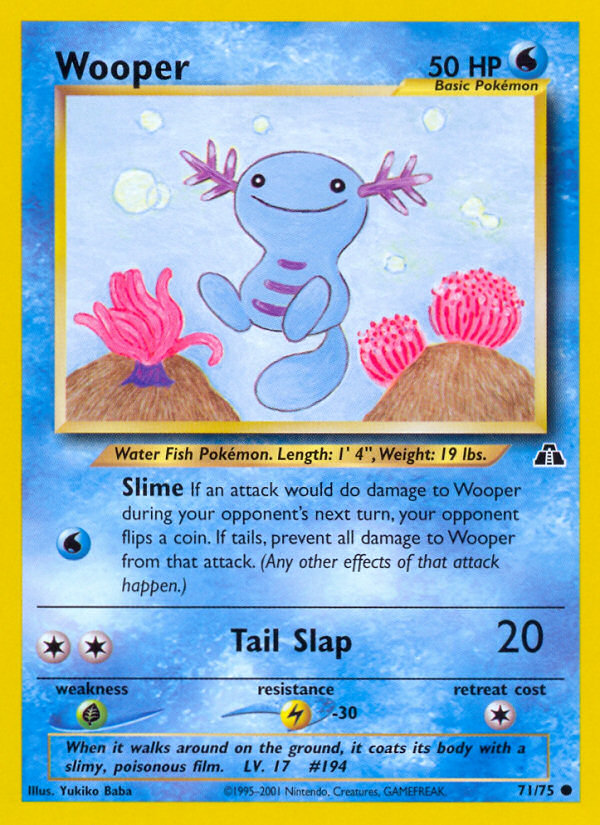 Wooper
50 HP
Basic Pokémon
Water Fish Pokémon. Length: 1' 4", Weight: 19 lbs.
Slime If an attack would do damage to Wooper
during your opponent's next turn, your opponent
flips a coin. If tails, prevent all damage to Wooper
from that attack. (Any other effects of that attack
happen.)
Tail Slap 20
weakness resistance retreat cost
-30
When it walks around on the ground, it coats its body with a
slimy, poisonous film. LV. 17 #194
Illus. Yukiko Baba ©1995-2001 Nintendo, Creatures, GAMEFREAK. 71/75